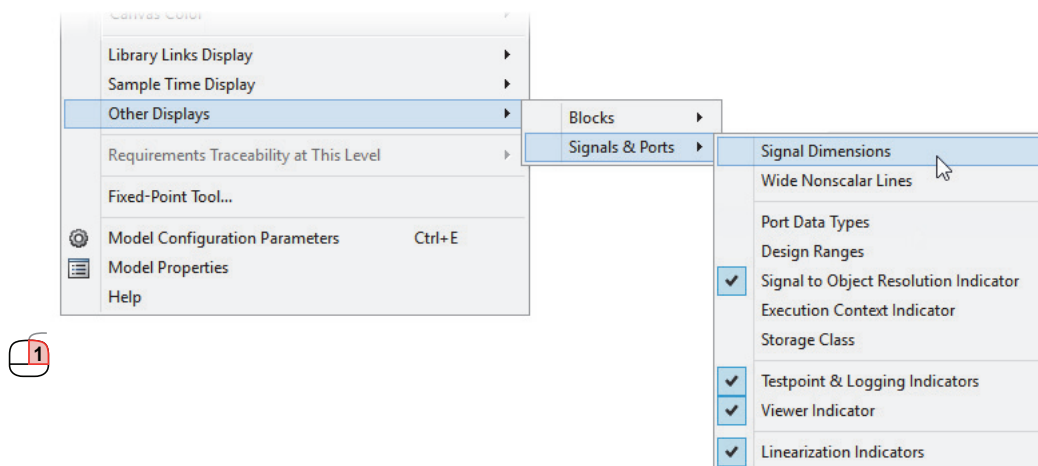 Canvas Color
Library Links Display
Sample Time Display
Other Displays
Requirements Traceability at This Level
Fixed-Point Tool...
Model Configuration Parameters Ctrl+E
Model Properties
Help
Blocks
Signals & Ports
Signal Dimensions
Wide Nonscalar Lines
Port Data Types
Design Ranges
Signal to Object Resolution Indicator
Execution Context Indicator
Storage Class
Testpoint & Logging Indicators
Viewer Indicator
Linearization Indicators
1